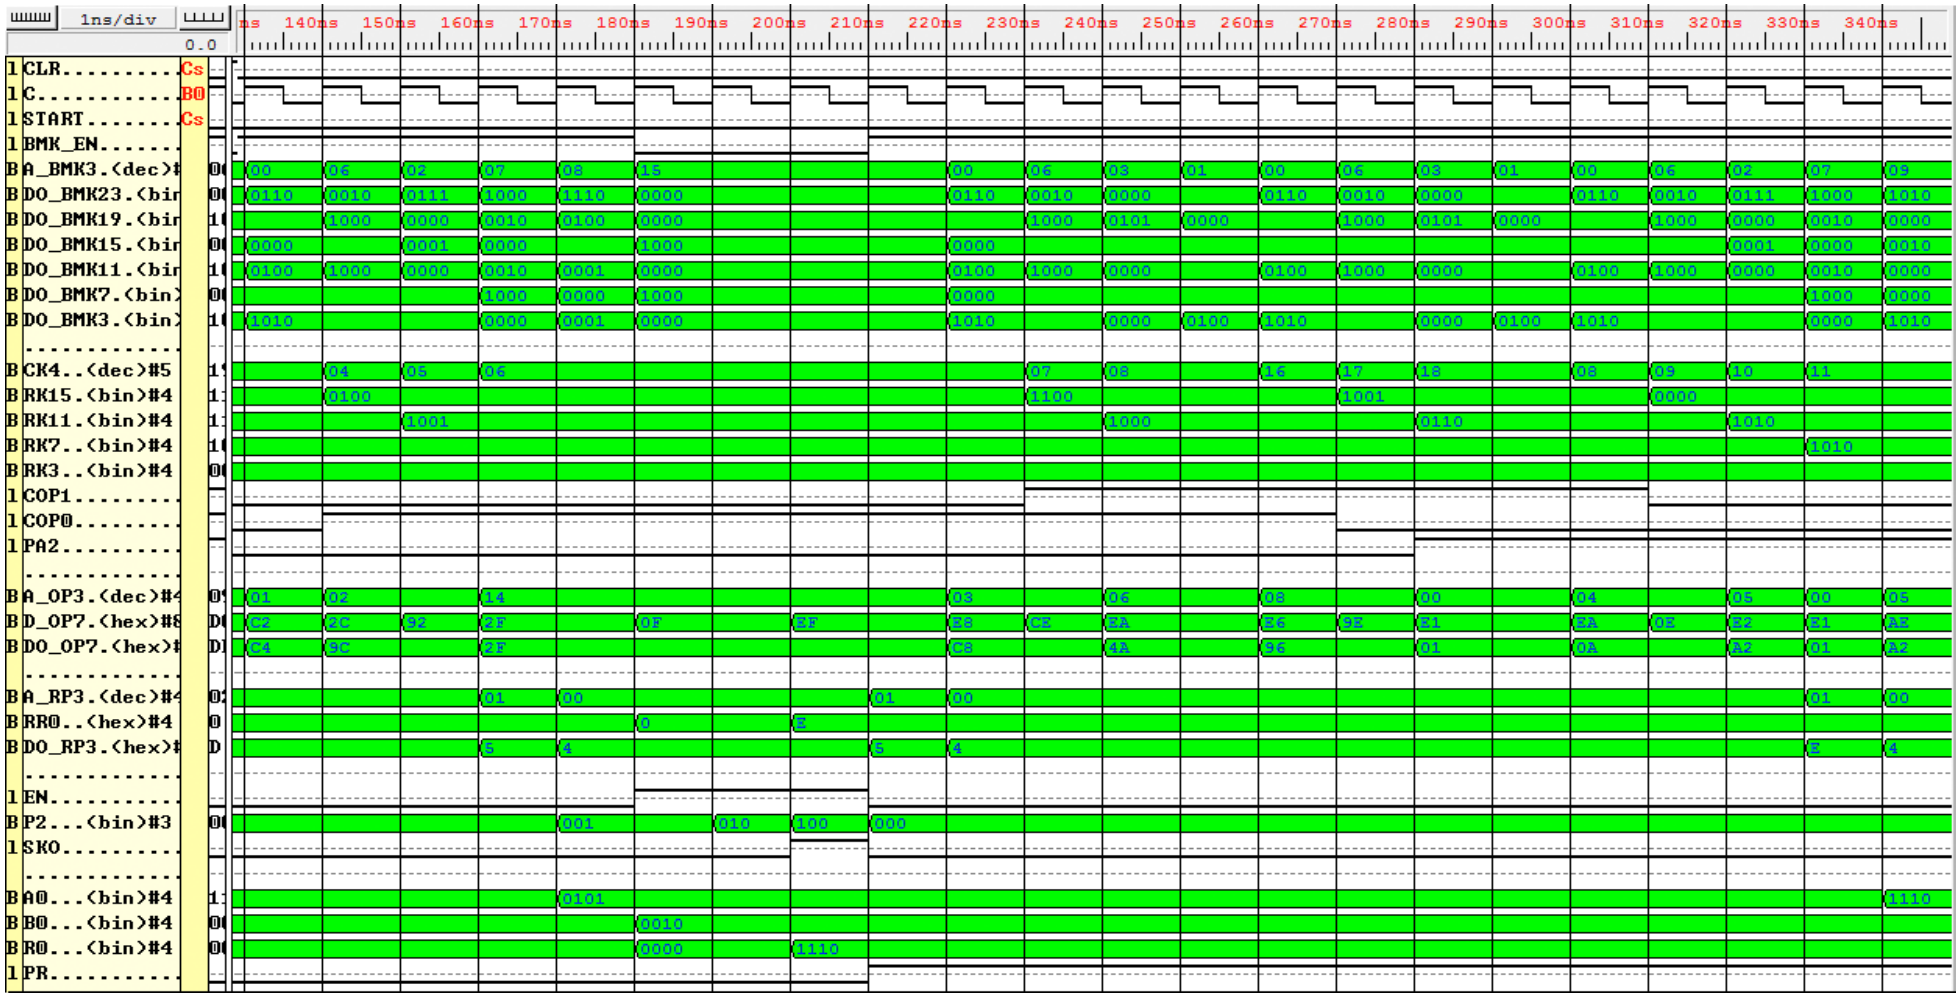 1ns/div
0.0
ns 140ns 150ns 160ns 170ns 180ns 190ns 200ns 210ns 220ns 230ns 240ns 250ns 260ns 270ns 280ns 290ns 300ns 310ns 320ns 330ns 340ns
1 CLR..........Cs
1 C............B0
1 START........Cs
1 BMK_EN.......
B A_BMK3.(dec)# 00 06 02 07 08 15 00 06 03 01 00 06 03 01 00 06 02 07 09
B DO_BMK23.(bin 0110 0010 0111 1000 1110 0000 0110 0010 0000 0110 0010 0000 0110 0010 0111 1000 1010
B DO_BMK19.(bin 1000 0000 0010 0100 0000 1000 0101 0000 1000 0101 0000 1000 0000 0010 0000
B DO_BMK15.(bin 0000 0001 0000 1000 0000 0001 0000 0010
B DO_BMK11.(bin 0100 1000 0000 0010 0001 0000 0100 1000 0000 0100 1000 0000 0100 1000 0000 0010 0000
B DO_BMK7.(bin) 1000 0000 1000 0000 1000 0000
B DO_BMK3.(bin) 1010 0000 0001 0000 1010 0000 0100 1010 0000 0100 1010 0000 1010
.............
B CK4..(dec)#5 04 05 06 07 08 16 17 18 08 09 10 11
B RK15.(bin)#4 0100 1100 1001 0000
B RK11.(bin)#4 1001 1000 0110 1010
B RK7..(bin)#4 1010
B RK3..(bin)#4
1 COP1.........
1 COP0.........
1 PA2..........
.............
B A_OP3.(dec)#4 01 02 14 03 06 08 00 04 05 00 05
B D_OP7.(hex)#8 C2 2C 92 2F 0F EF E8 CE EA E6 9E E1 EA 0E E2 E1 AE
B DO_OP7.(hex)# C4 9C 2F C8 4A 96 01 0A A2 01 A2
.............
B A_RP3.(dec)#4 01 00 01 00 01 00
B RR0..(hex)#4 0 0 E
B DO_RP3.(hex)# D 5 4 5 4 E 4
.............
1 EN...........
B P2...(bin)#3 001 010 100 000
1 SKO..........
.............
B A0...(bin)#4 0101 1110
B B0...(bin)#4 0010
B R0...(bin)#4 0000 1110
1 PR...........